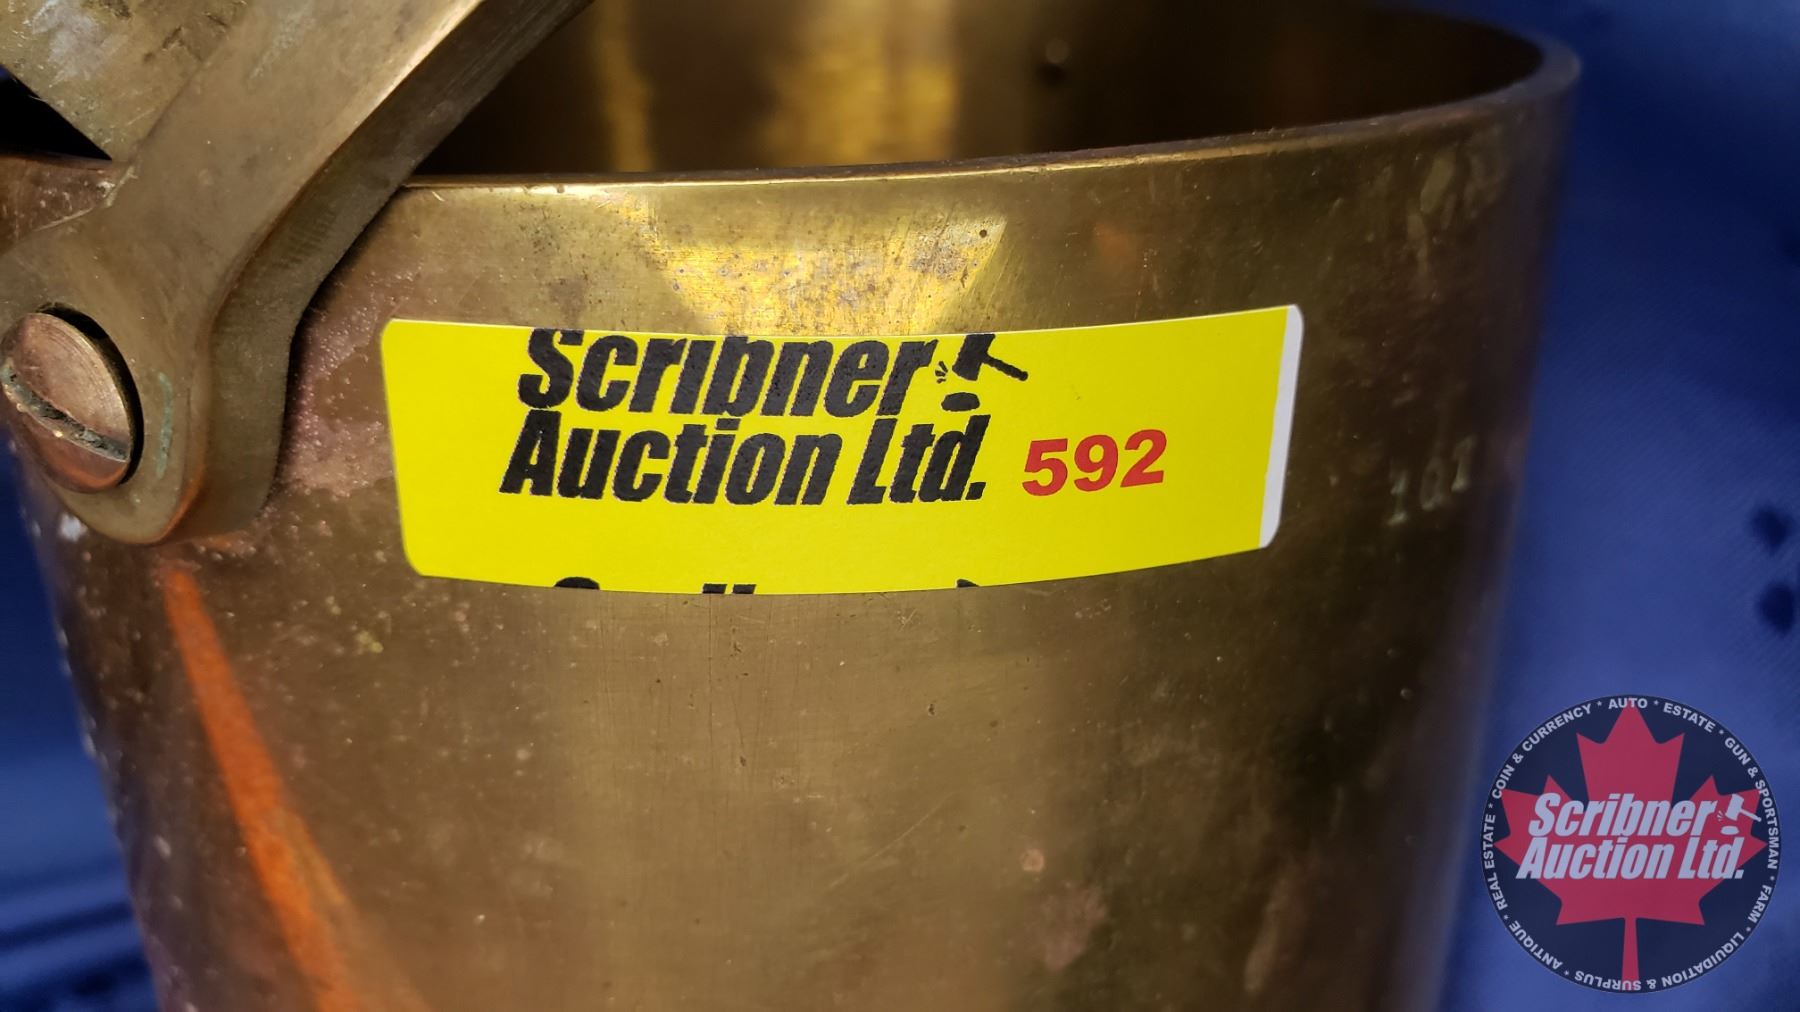 Scribner
Auction Ltd. 592
COIN & CURRENCY * AUTO * ESTATE * GUN & SPORTSMAN * FARM * LIQUIDATION & SURPLUS * ANTIQUE * REAL ESTATE *
Scribner
Auction Ltd.